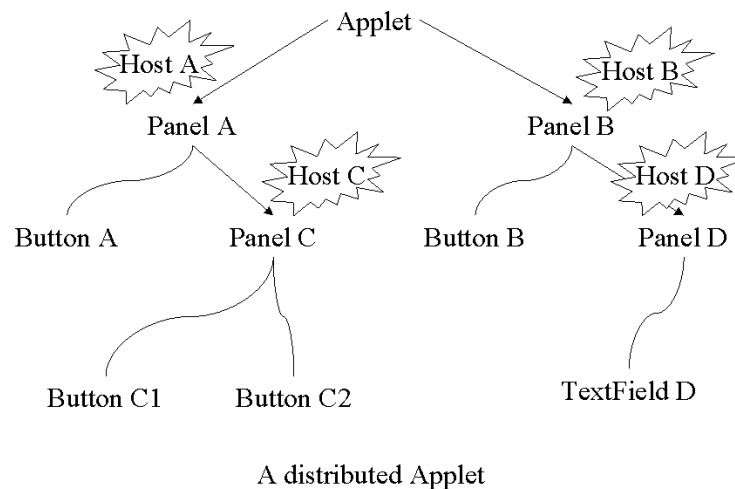 Applet
Host A
Host B
Panel A
Panel B
Host C
Host D
Button A
Panel C
Button B
Panel D
Button C1
Button C2
TextField D
A distributed Applet